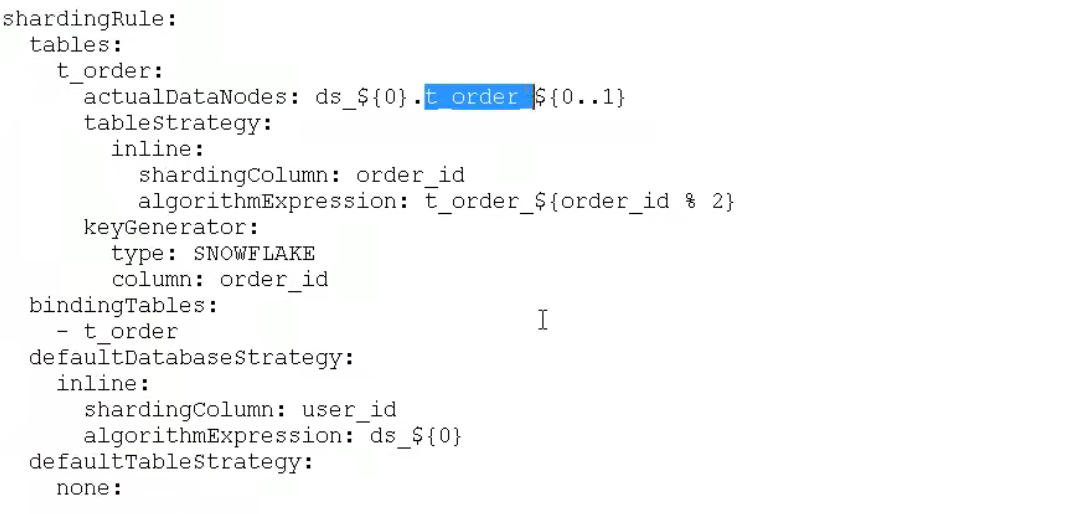 shardingRule:
  tables:
    t_order:
      actualDataNodes: ds_${0}.t_order_${0..1}
      tableStrategy:
        inline:
          shardingColumn: order_id
          algorithmExpression: t_order_${order_id % 2}
      keyGenerator:
        type: SNOWFLAKE
        column: order_id
  bindingTables:
    - t_order
  defaultDatabaseStrategy:
    inline:
      shardingColumn: user_id
      algorithmExpression: ds_${0}
  defaultTableStrategy:
    none: